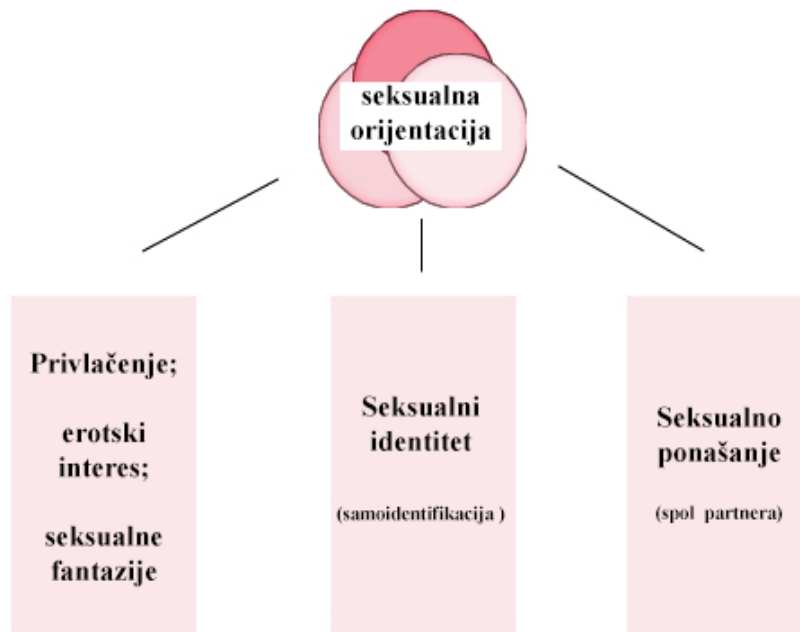 seksualna
orijentacija
Privlačenje;
erotski
interes;
seksualne
fantazije
Seksualni
identitet
(samoidentifikacija )
Seksualno
ponašanje
(spol partnera)